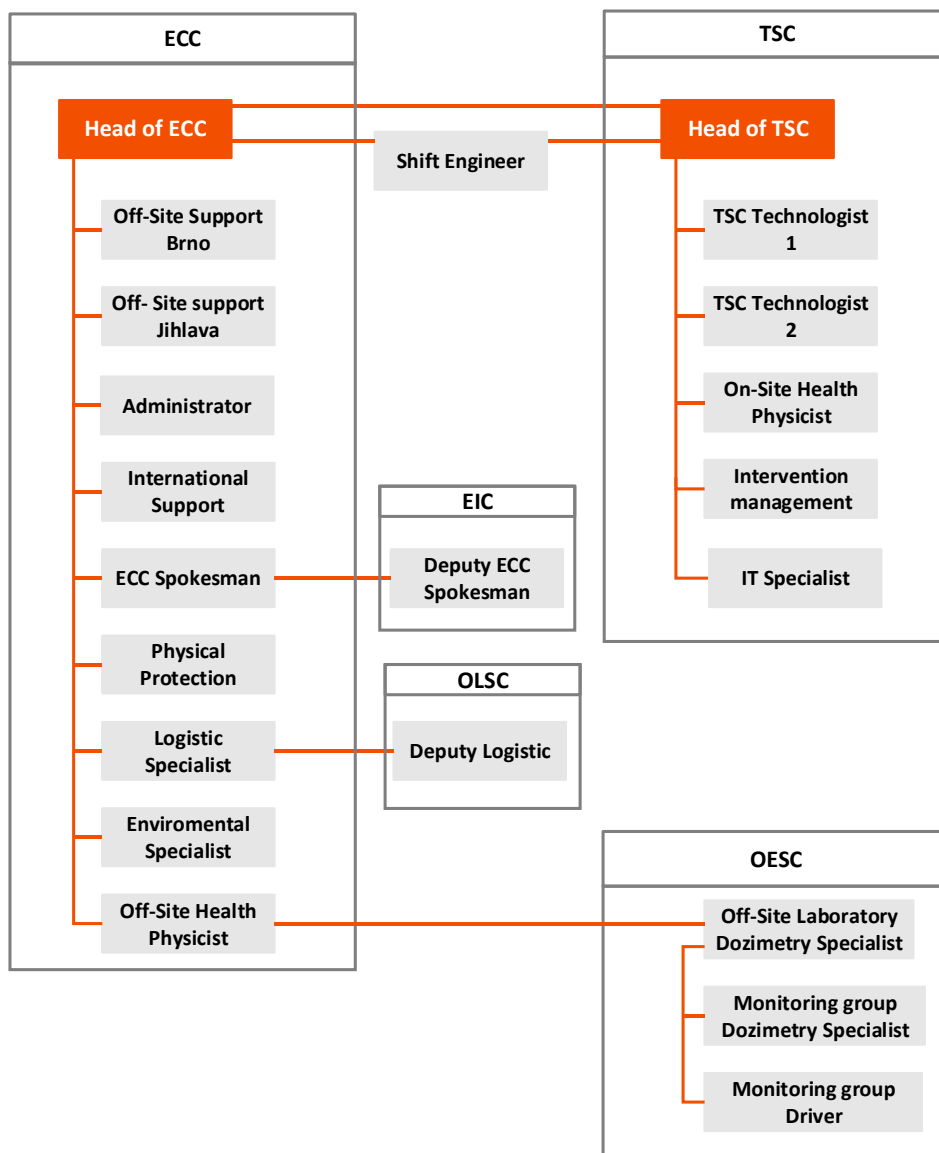 ECC
Head of ECC
Off-Site Support
Brno
Off- Site support
Jihlava
Administrator
International
Support
ECC Spokesman
Physical
Protection
Logistic
Specialist
Enviromental
Specialist
Off-Site Health
Physicist
Shift Engineer
EIC
Deputy ECC
Spokesman
OLSC
Deputy Logistic
TSC
Head of TSC
TSC Technologist
1
TSC Technologist
2
On-Site Health
Physicist
Intervention
management
IT Specialist
OESC
Off-Site Laboratory
Dozimetry Specialist
Monitoring group
Dozimetry Specialist
Monitoring group
Driver